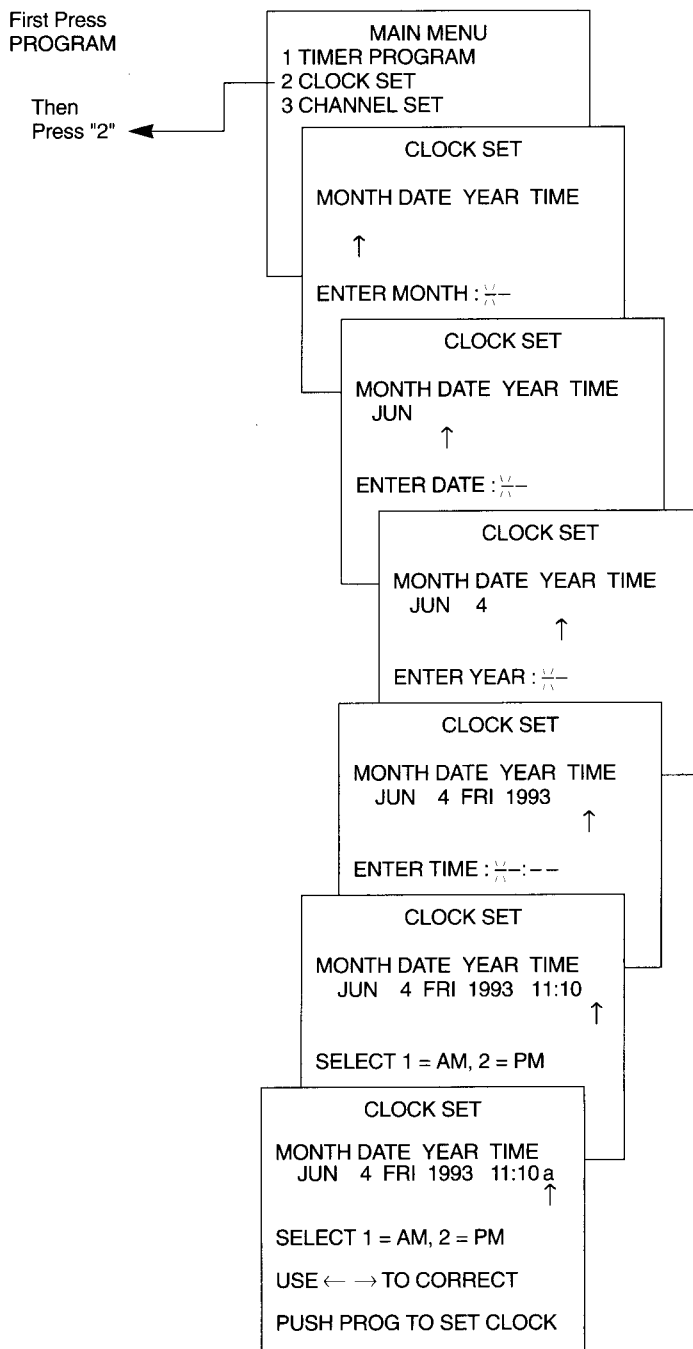 First Press
PROGRAM
Then
Press "2"
MAIN MENU
1 TIMER PROGRAM
2 CLOCK SET
3 CHANNEL SET
CLOCK SET
MONTH DATE YEAR TIME
↑
ENTER MONTH : --
CLOCK SET
MONTH DATE YEAR TIME
JUN
↑
ENTER DATE : --
CLOCK SET
MONTH DATE YEAR TIME
JUN 4
↑
ENTER YEAR : --
CLOCK SET
MONTH DATE YEAR TIME
JUN 4 FRI 1993
↑
ENTER TIME : --:--
CLOCK SET
MONTH DATE YEAR TIME
JUN 4 FRI 1993 11:10
↑
SELECT 1 = AM, 2 = PM
CLOCK SET
MONTH DATE YEAR TIME
JUN 4 FRI 1993 11:10 a
↑
SELECT 1 = AM, 2 = PM
USE ← → TO CORRECT
PUSH PROG TO SET CLOCK